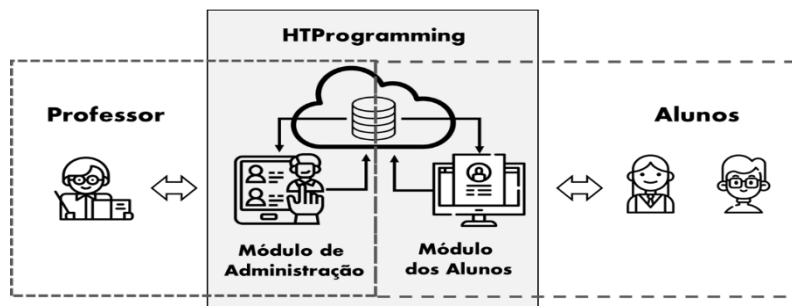 HTProgramming
Professor
Alunos
Módulo de
Administração
Módulo
dos Alunos